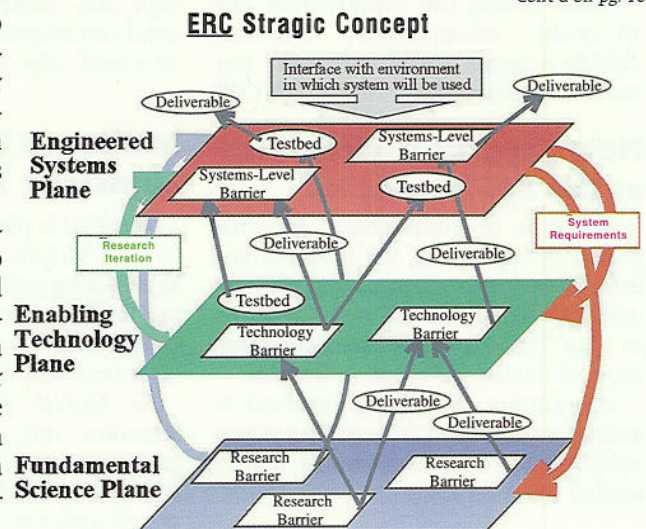 Cont'd on pg. 10
ERC Stragic Concept
Interface with environment
in which system will be used
Deliverable
Deliverable
Engineered
Systems
Plane
Testbed
Systems-Level
Barrier
Systems-Level
Barrier
Testbed
Research
Iteration
System
Requirements
Deliverable
Deliverable
Enabling
Technology
Plane
Testbed
Technology
Barrier
Technology
Barrier
Deliverable
Deliverable
Fundamental
Science Plane
Research
Barrier
Research
Barrier
Research
Barrier